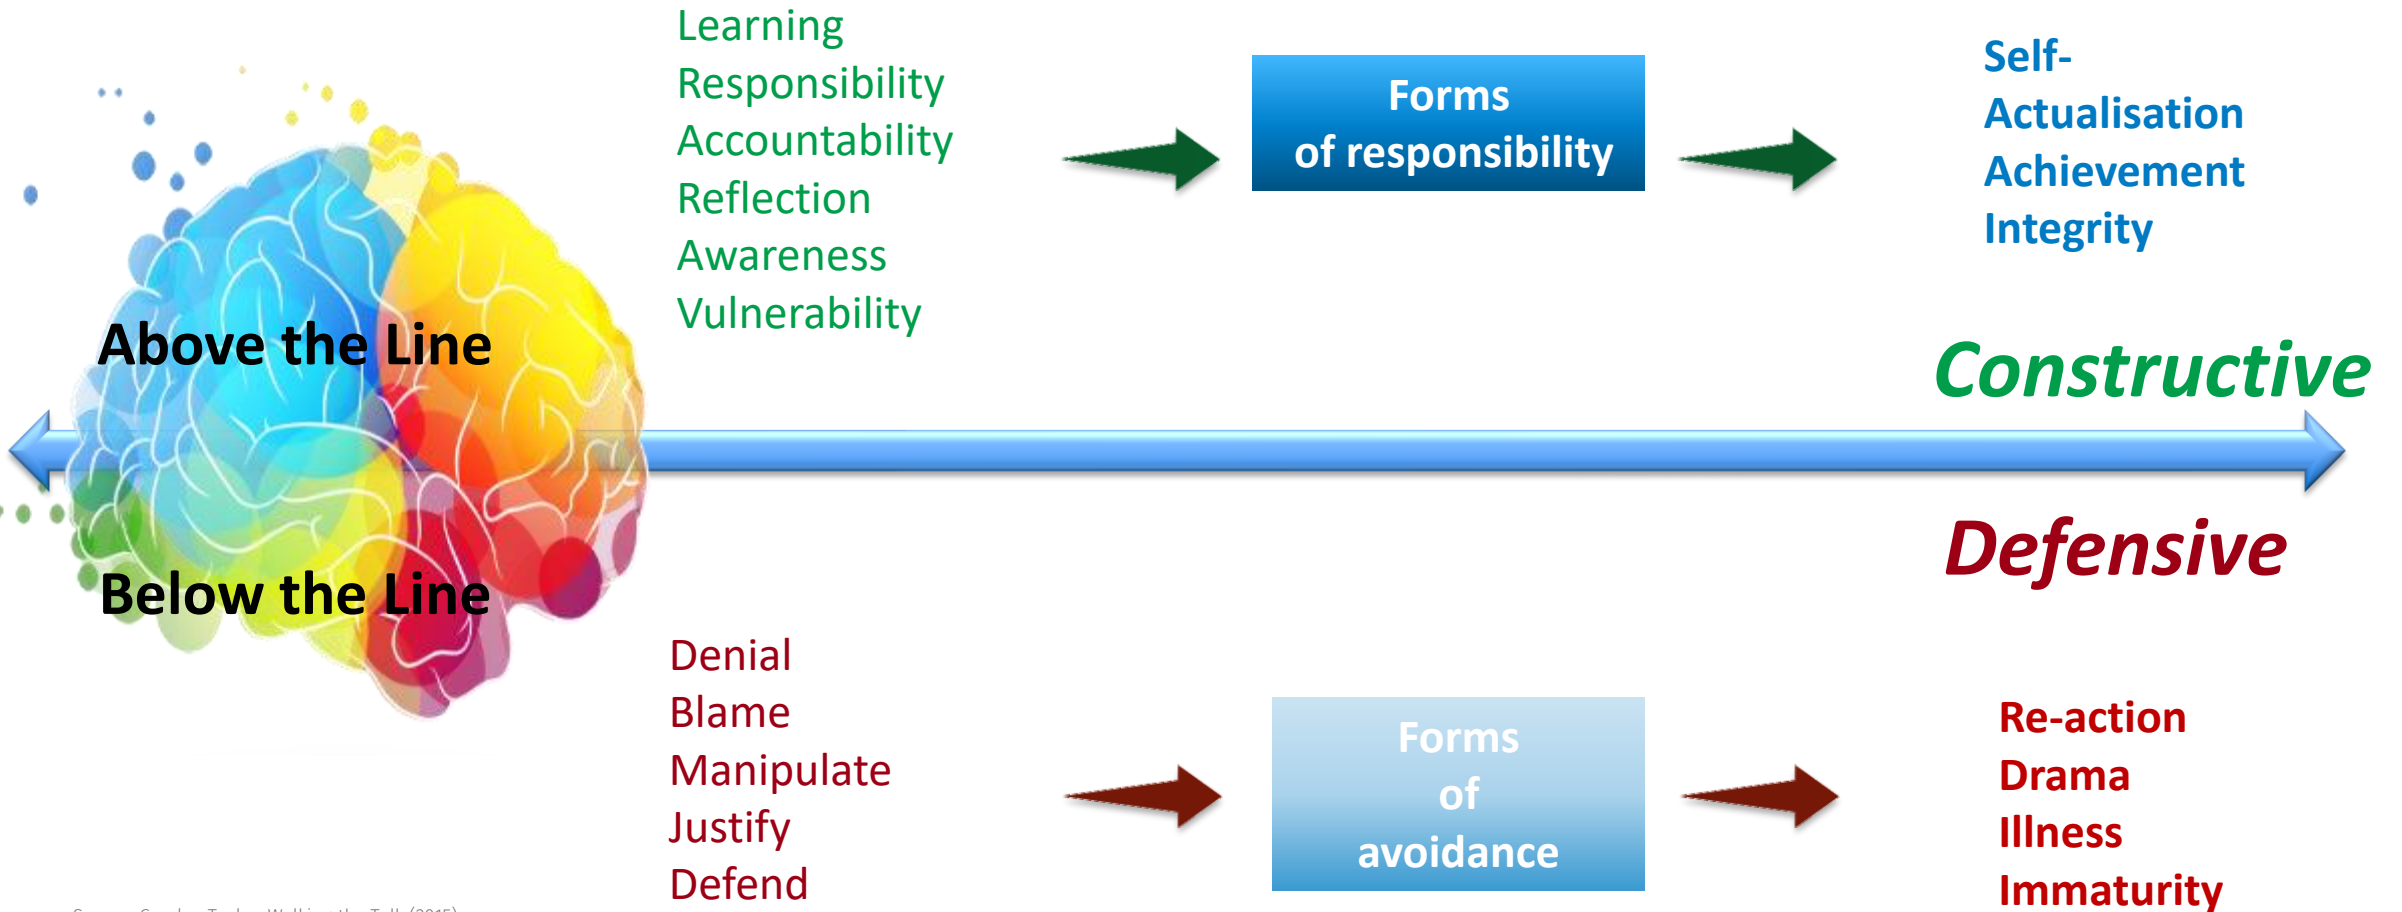 Learning
Responsibility
Accountability
Reflection
Awareness
Vulnerability
Forms
of responsibility
Self-
Actualisation
Achievement
Integrity
Above the Line
Constructive
Defensive
Below the Line
Denial
Blame
Manipulate
Justify
Defend
Forms
of
avoidance
Re-action
Drama
Illness
Immaturity